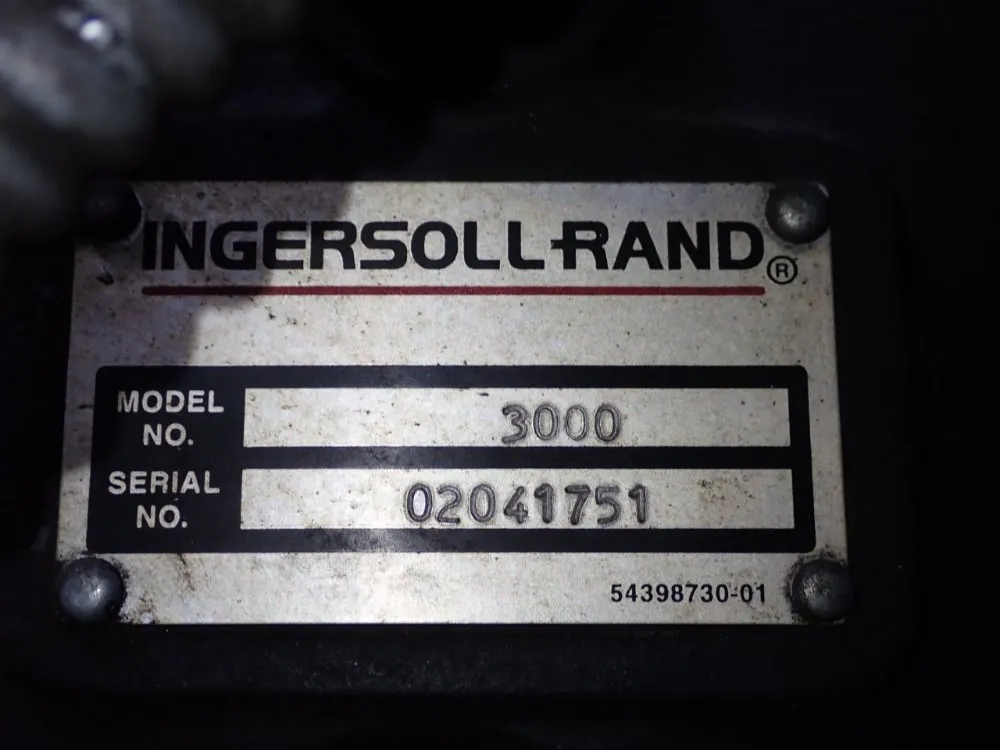 INGERSOLL-RAND®
MODEL NO. 3000
SERIAL NO. 02041751
54398730-01